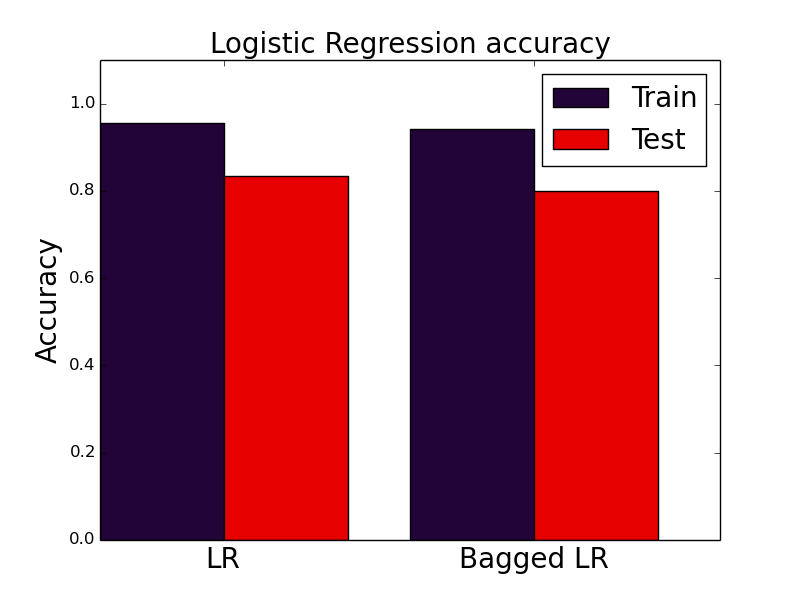 Logistic Regression accuracy
Train
Test
Accuracy
1.0
0.8
0.6
0.4
0.2
0.0
LR
Bagged LR